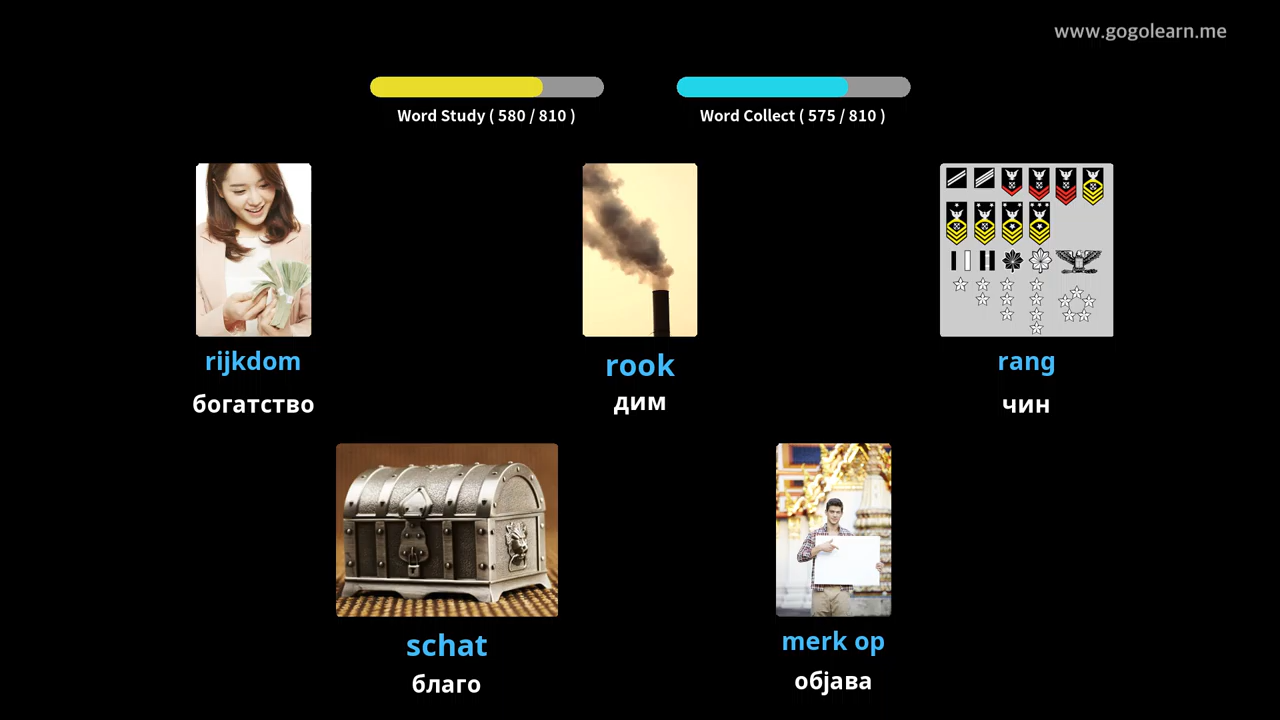 www.gogolearn.me
Word Study ( 580 / 810 )
Word Collect ( 575 / 810 )
rijkdom
богатство
rook
дим
rang
чин
schat
благо
merk op
објава